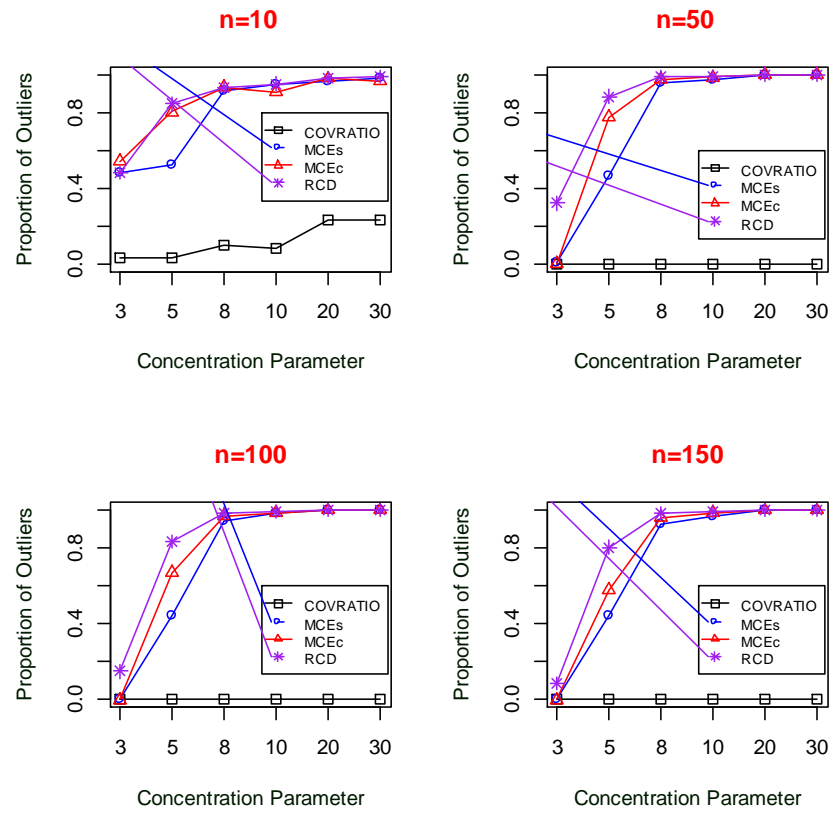 n=10
Proportion of Outliers
0.0 0.4 0.8
COVRATIO
MCEs
MCEc
RCD
3 5 8 10 20 30
Concentration Parameter
n=50
Proportion of Outliers
0.0 0.4 0.8
COVRATIO
MCEs
MCEc
RCD
3 5 8 10 20 30
Concentration Parameter
n=100
Proportion of Outliers
0.0 0.4 0.8
COVRATIO
MCEs
MCEc
RCD
3 5 8 10 20 30
Concentration Parameter
n=150
Proportion of Outliers
0.0 0.4 0.8
COVRATIO
MCEs
MCEc
RCD
3 5 8 10 20 30
Concentration Parameter